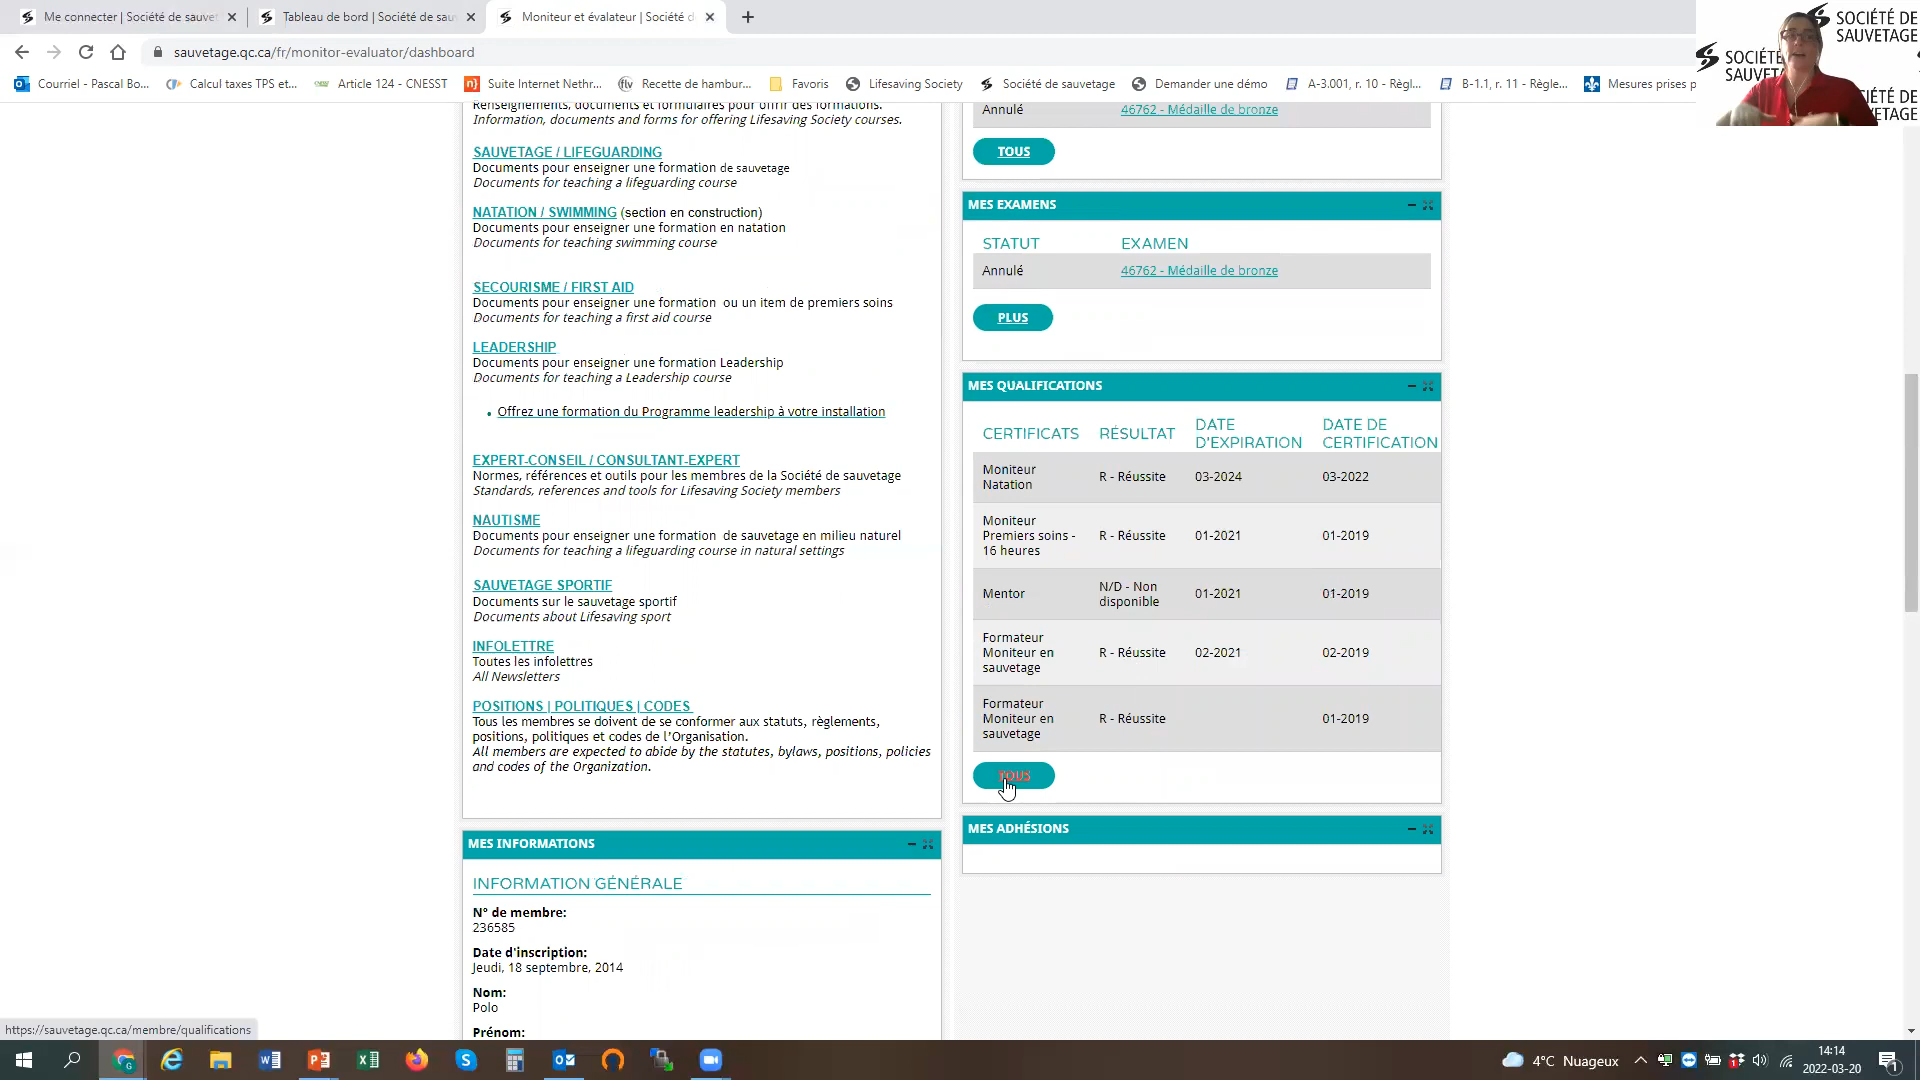 Me connecter | Société de sauvet
Tableau de bord | Société de sau
Moniteur et évalateur | Société d
sauvetage.qc.ca/fr/monitor-evaluator/dashboard
Courriel - Pascal Bo...
Calcul taxes TPS et...
Article 124 - CNESST
Suite Internet Nethr...
Recette de hambur...
Favoris
Lifesaving Society
Société de sauvetage
Demander une démo
A-3.001, r. 10 - Règl...
B-1.1, r. 11 - Règle...
Mesures prises p
SOCIÉTÉ DE
SAUVETAGE
SOCIÉTÉ
SAUVET
ÉTÉ DE
ETAGE
Renseignements, documents et formulaires pour offrir des formations.
Information, documents and forms for offering Lifesaving Society courses.
SAUVETAGE / LIFEGUARDING
Documents pour enseigner une formation de sauvetage
Documents for teaching a lifeguarding course
NATATION / SWIMMING (section en construction)
Documents pour enseigner une formation en natation
Documents for teaching swimming course
SECOURISME / FIRST AID
Documents pour enseigner une formation ou un item de premiers soins
Documents for teaching a first aid course
LEADERSHIP
Documents pour enseigner une formation Leadership
Documents for teaching a Leadership course
• Offrez une formation du Programme leadership à votre installation
EXPERT-CONSEIL / CONSULTANT-EXPERT
Normes, références et outils pour les membres de la Société de sauvetage
Standards, references and tools for Lifesaving Society members
NAUTISME
Documents pour enseigner une formation de sauvetage en milieu naturel
Documents for teaching a lifeguarding course in natural settings
SAUVETAGE SPORTIF
Documents sur le sauvetage sportif
Documents about Lifesaving sport
INFOLETTRE
Toutes les infolettres
All Newsletters
POSITIONS | POLITIQUES | CODES
Tous les membres se doivent de se conformer aux statuts, règlements,
positions, politiques et codes de l'Organisation.
All members are expected to abide by the statutes, bylaws, positions, policies
and codes of the Organization.
MES INFORMATIONS
INFORMATION GÉNÉRALE
N° de membre:
236585
Date d'inscription:
Jeudi, 18 septembre, 2014
Nom:
Polo
Prénom:
Annulé 46762 - Médaille de bronze
TOUS
MES EXAMENS
STATUT EXAMEN
Annulé 46762 - Médaille de bronze
PLUS
MES QUALIFICATIONS
CERTIFICATS RÉSULTAT DATE D'EXPIRATION DATE DE CERTIFICATION
Moniteur Natation R - Réussite 03-2024 03-2022
Moniteur Premiers soins - 16 heures R - Réussite 01-2021 01-2019
Mentor N/D - Non disponible 01-2021 01-2019
Formateur Moniteur en sauvetage R - Réussite 02-2021 02-2019
Formateur Moniteur en sauvetage R - Réussite 01-2019
TOUS
MES ADHÉSIONS
https://sauvetage.qc.ca/membre/qualifications
4°C Nuageux
14:14
2022-03-20